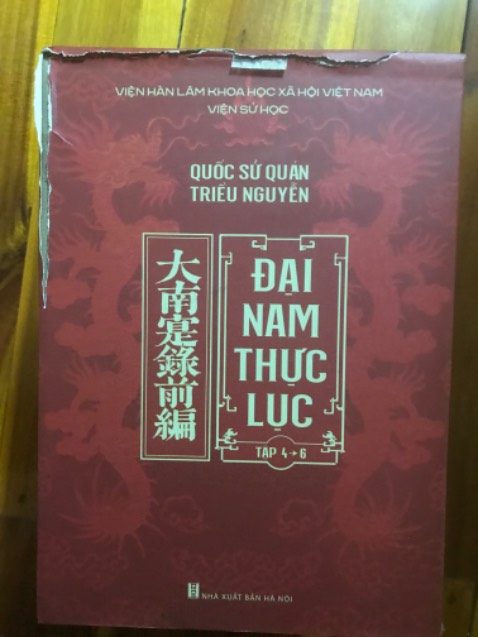 VIỆN HÀN LÂM KHOA HỌC XÃ HỘI VIỆT NAM
VIỆN SỬ HỌC
QUỐC SỬ QUÁN
TRIỀU NGUYỄN
大南寔錄前編
ĐẠI
NAM
THỰC
LỤC
TẬP 4→6
NHÀ XUẤT BẢN HÀ NỘI